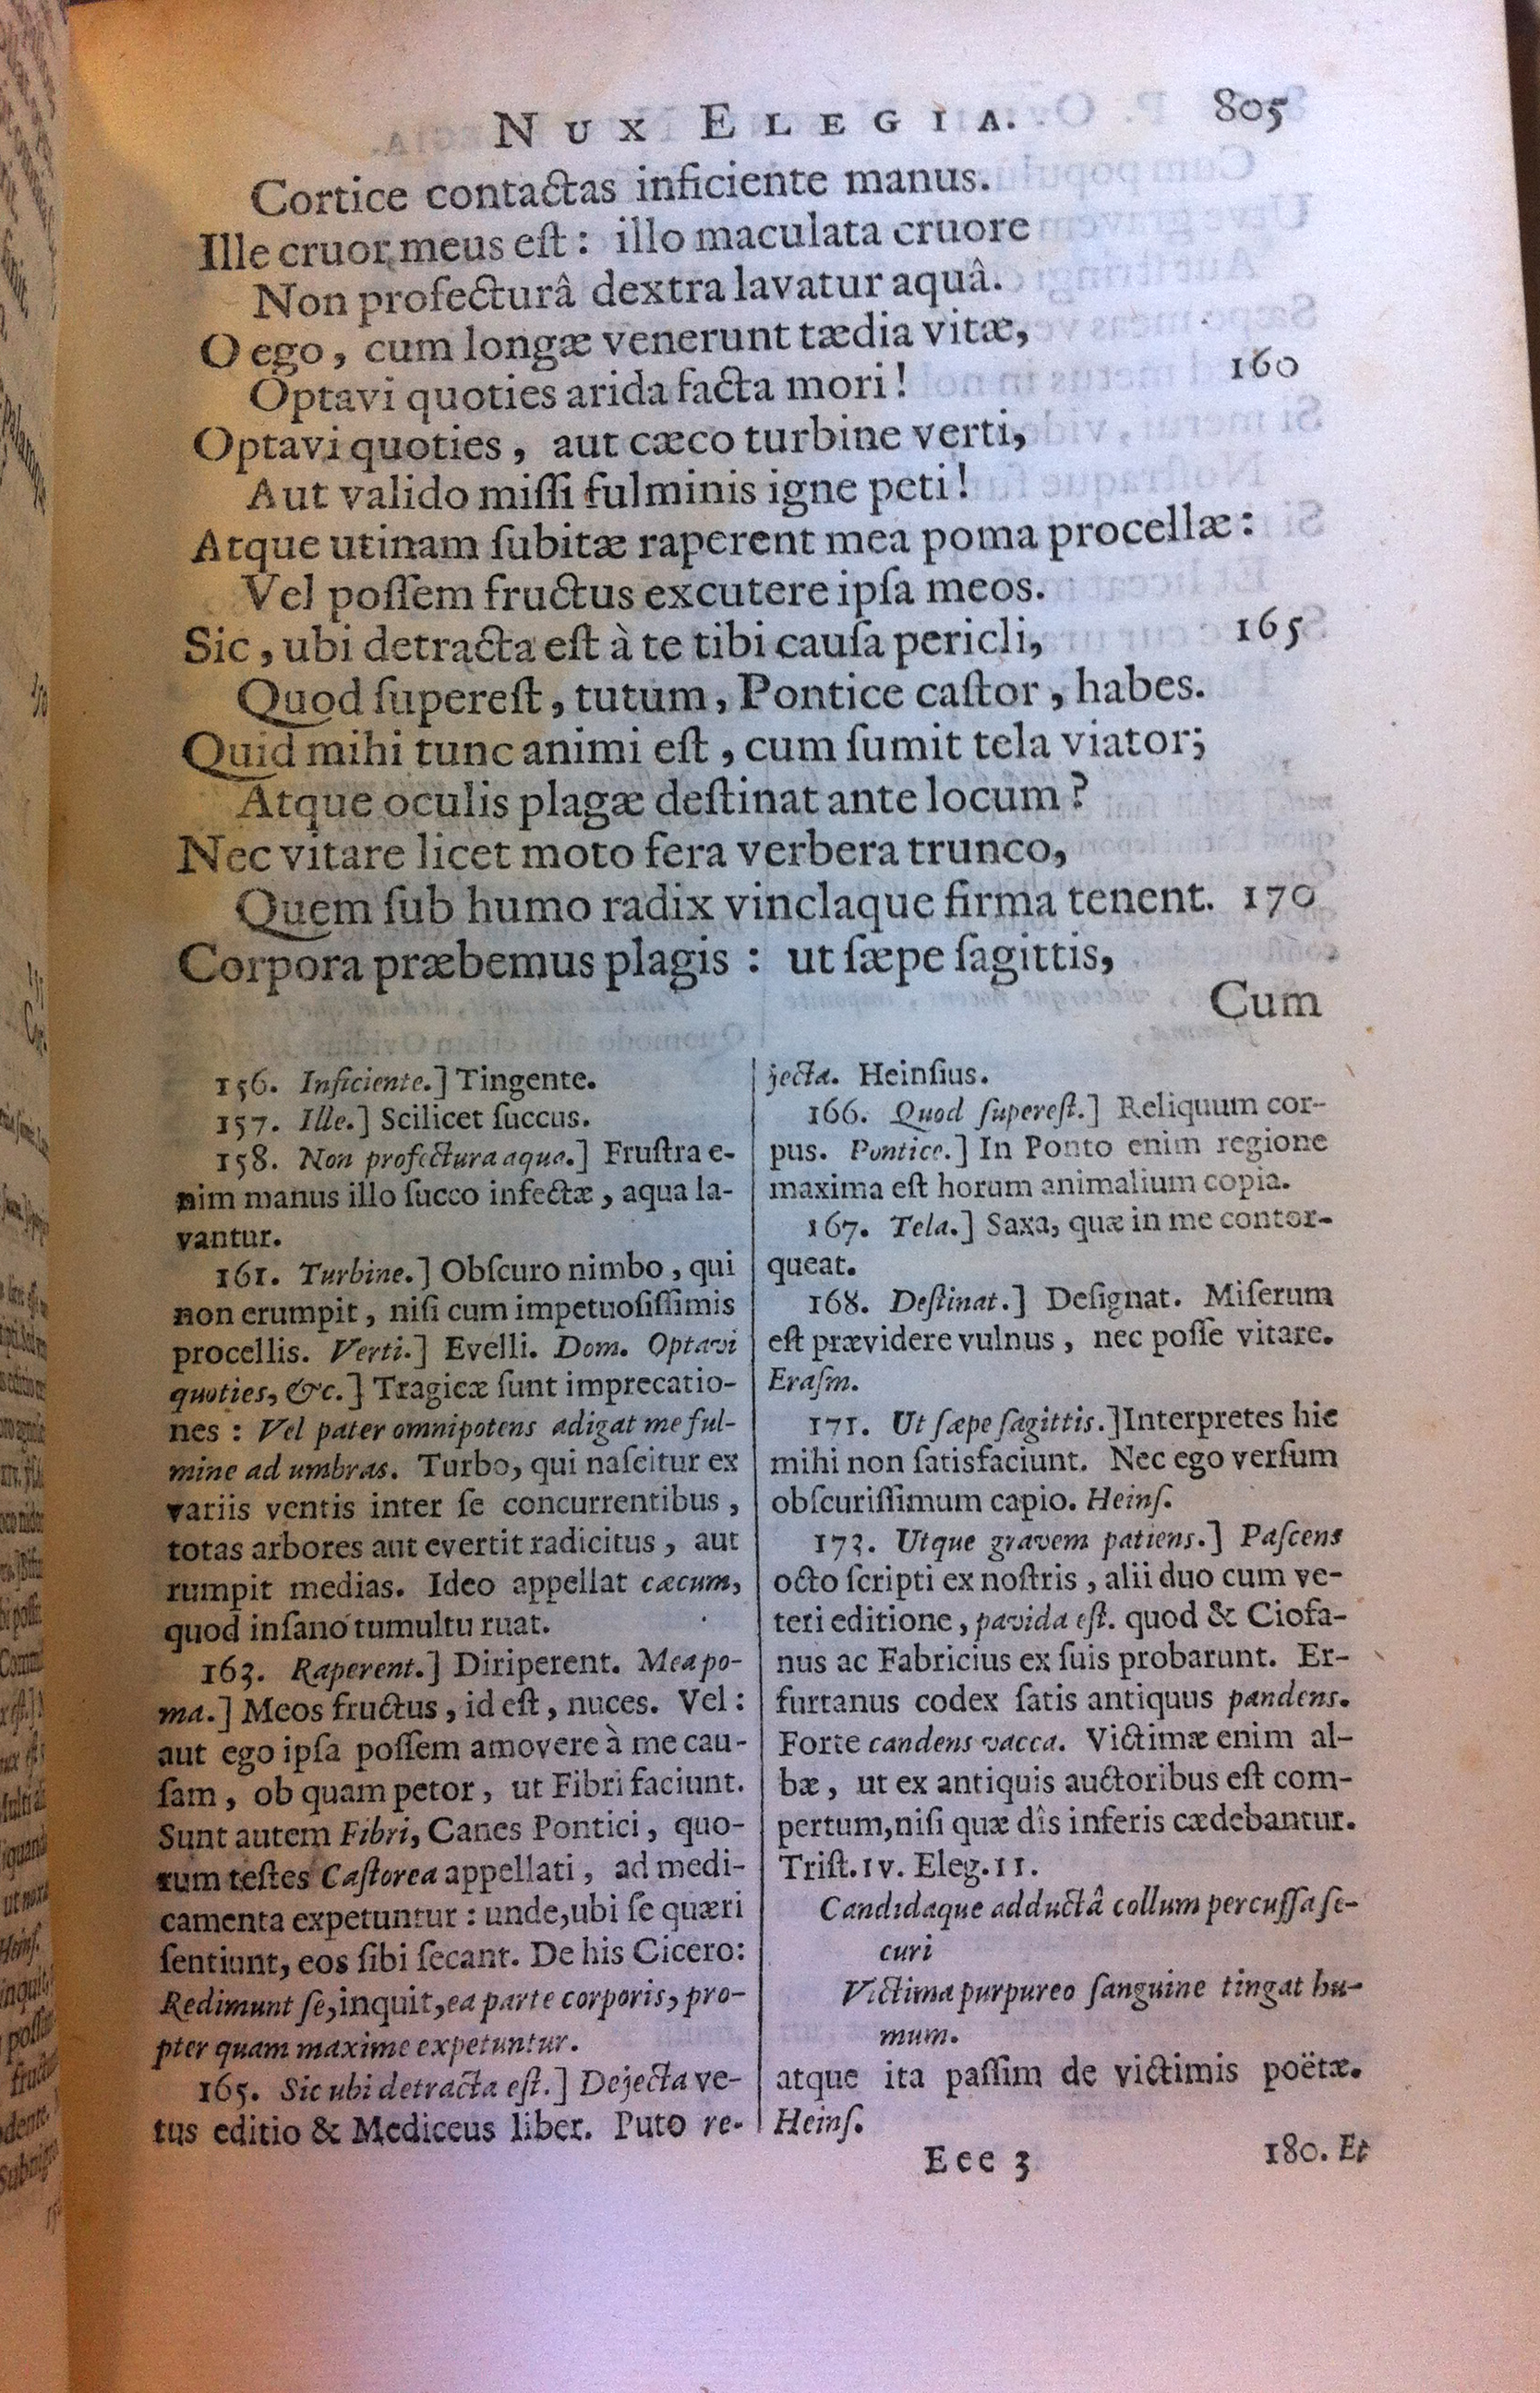 NUX ELEGIA. 805
Cortice contactas inficiente manus.
Ille cruor meus eſt: illo maculata cruore
Non profecturâ dextra lavatur aquâ.
O ego, cum longæ venerunt tædia vitæ,
Optavi quoties arida facta mori! 160
Optavi quoties, aut cæco turbine verti,
Aut valido miſſi fulminis igne peti!
Atque utinam ſubitæ raperent mea poma procellæ:
Vel poſſem fructus excutere ipſa meos.
Sic, ubi detracta eſt à te tibi cauſa pericli, 165
Quod ſupereſt, tutum, Pontice caſtor, habes.
Quid mihi tunc animi eſt, cum ſumit tela viator;
Atque oculis plagæ deſtinat ante locum?
Nec vitare licet moto fera verbera trunco,
Quem ſub humo radix vinclaque firma tenent. 170
Corpora præbemus plagis: ut ſæpe ſagittis,
Cum
156. Inficiente.] Tingente.
157. Ille.] Scilicet ſuccus.
158. Non profectura aqua.] Fruſtra e-
nim manus illo ſucco infectæ, aqua la-
vantur.
161. Turbine.] Obſcuro nimbo, qui
non erumpit, niſi cum impetuoſiſſimis
procellis. Verti.] Evelli. Dom. Optavi
quoties, &c.] Tragicæ ſunt imprecatio-
nes: Vel pater omnipotens adigat me ful-
mine ad umbras. Turbo, qui naſcitur ex
variis ventis inter ſe concurrentibus,
totas arbores aut evertit radicitus, aut
rumpit medias. Ideo appellat cæcum,
quod inſano tumultu ruat.
163. Raperent.] Diriperent. Mea po-
ma.] Meos fructus, id eſt, nuces. Vel:
aut ego ipſa poſſem amovere à me cau-
ſam, ob quam petor, ut Fibri faciunt.
Sunt autem Fibri, Canes Pontici, quo-
rum teſtes Caſtorea appellati, ad medi-
camenta expetuntur: unde, ubi ſe quæri
ſentiunt, eos ſibi ſecant. De his Cicero:
Redimunt ſe, inquit, ea parte corporis, pro-
pter quam maxime expetuntur.
165. Sic ubi detracta eſt.] Dejecta ve-
tus editio & Mediceus liber. Puto re-
jecta. Heinſius.
166. Quod ſupereſt.] Reliquum cor-
pus. Pontice.] In Ponto enim regione
maxima eſt horum animalium copia.
167. Tela.] Saxa, quæ in me contor-
queat.
168. Deſtinat.] Deſignat. Miſerum
eſt prævidere vulnus, nec poſſe vitare.
Eraſm.
171. Ut ſæpe ſagittis.] Interpretes hic
mihi non ſatisfaciunt. Nec ego verſum
obſcuriſſimum capio. Heinſ.
173. Utque gravem patiens.] Paſcens
octo ſcripti ex noſtris, alii duo cum ve-
teri editione, pavida eſt. quod & Ciofa-
nus ac Fabricius ex ſuis probarunt. Er-
furtanus codex ſatis antiquus pandens.
Forte candens vacca. Victimæ enim al-
bæ, ut ex antiquis auctoribus eſt com-
pertum, niſi quæ dîs inferis cædebantur.
Triſt. IV. Eleg. II.
Candidaque adductâ collum percuſſa ſe-
curi
Victima purpureo ſanguine tingat hu-
mum.
atque ita paſſim de victimis poëtæ.
Heinſ.
Eee 3 180. Et